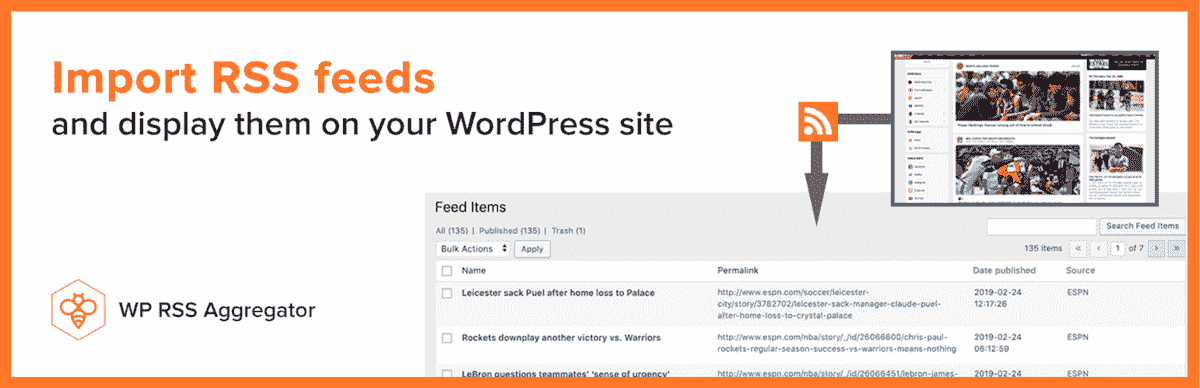 Import RSS feeds
and display them on your WordPress site
WP RSS Aggregator
Feed Items
All (135) | Published (135) | Trash (1)
Search Feed Items
Bulk Actions
Apply
135 items « ‹ 1 of 7 › »
Name Permalink Date published Source
Leicester sack Puel after home loss to Palace
http://www.espn.com/soccer/leicester-
city/story/3782702/leicester-sack-manager-claude-puel-
after-home-loss-to-crystal-palace
2019-02-24
12:17:26
ESPN
Rockets downplay another victory vs. Warriors
http://www.espn.com/nba/story/_/id/26066600/chris-paul-
rockets-regular-season-success-vs-warriors-means-nothing
2019-02-24
06:12:59
ESPN
LeBron questions teammates' 'sense of urgency'
http://www.espn.com/nba/story/_/id/26066451/lebron-james-
2019-02-24
ESPN